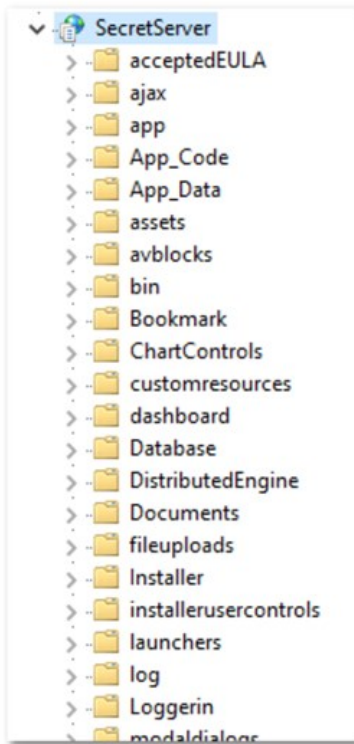 SecretServer
acceptedEULA
ajax
app
App_Code
App_Data
assets
avblocks
bin
Bookmark
ChartControls
customresources
dashboard
Database
DistributedEngine
Documents
fileuploads
Installer
installerusercontrols
launchers
log
Loggerin
modaldialogs